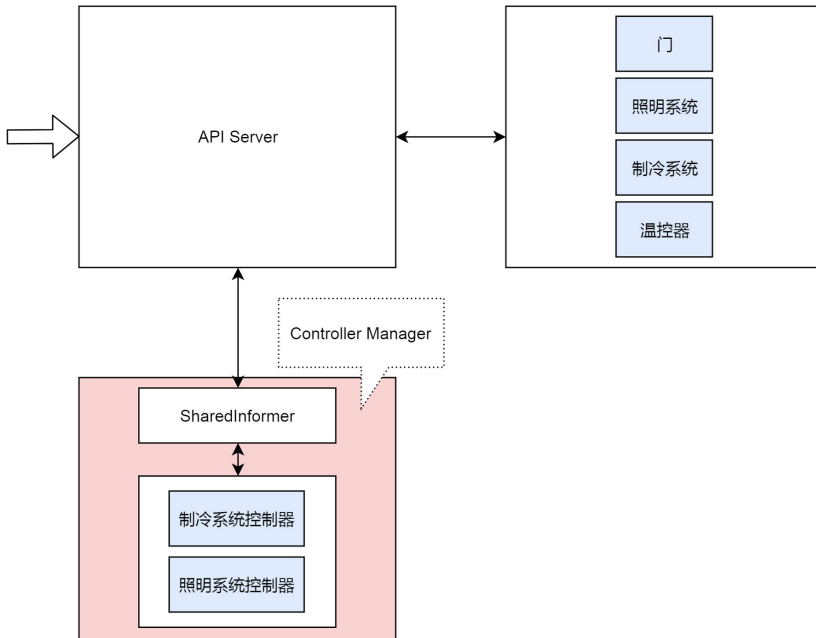 API Server
门
照明系统
制冷系统
温控器
Controller Manager
SharedInformer
制冷系统控制器
照明系统控制器